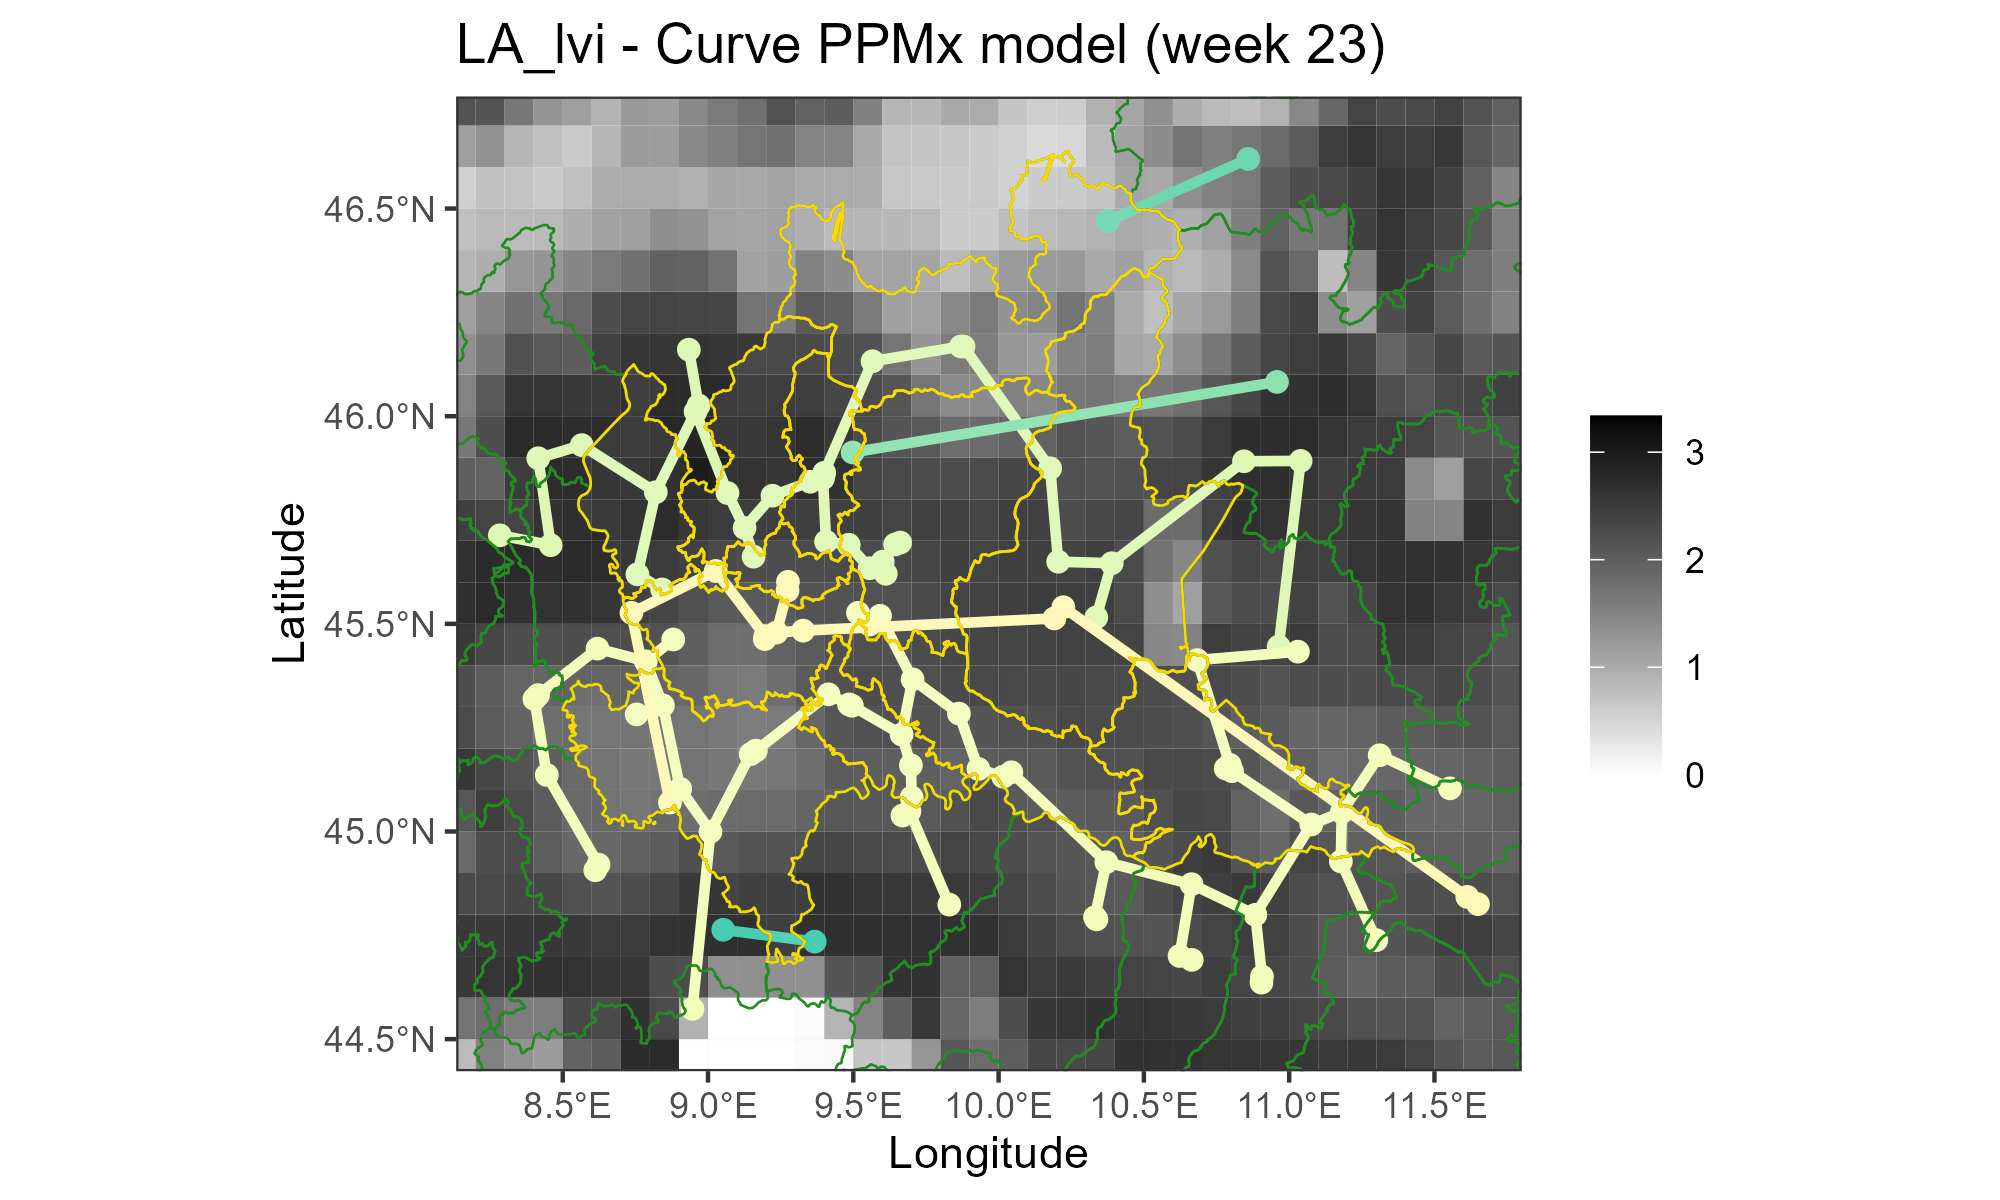 LA_lvi - Curve PPMx model (week 23)
46.5°N
46.0°N
45.5°N
45.0°N
44.5°N
Latitude
8.5°E 9.0°E 9.5°E 10.0°E 10.5°E 11.0°E 11.5°E
Longitude
3
2
1
0